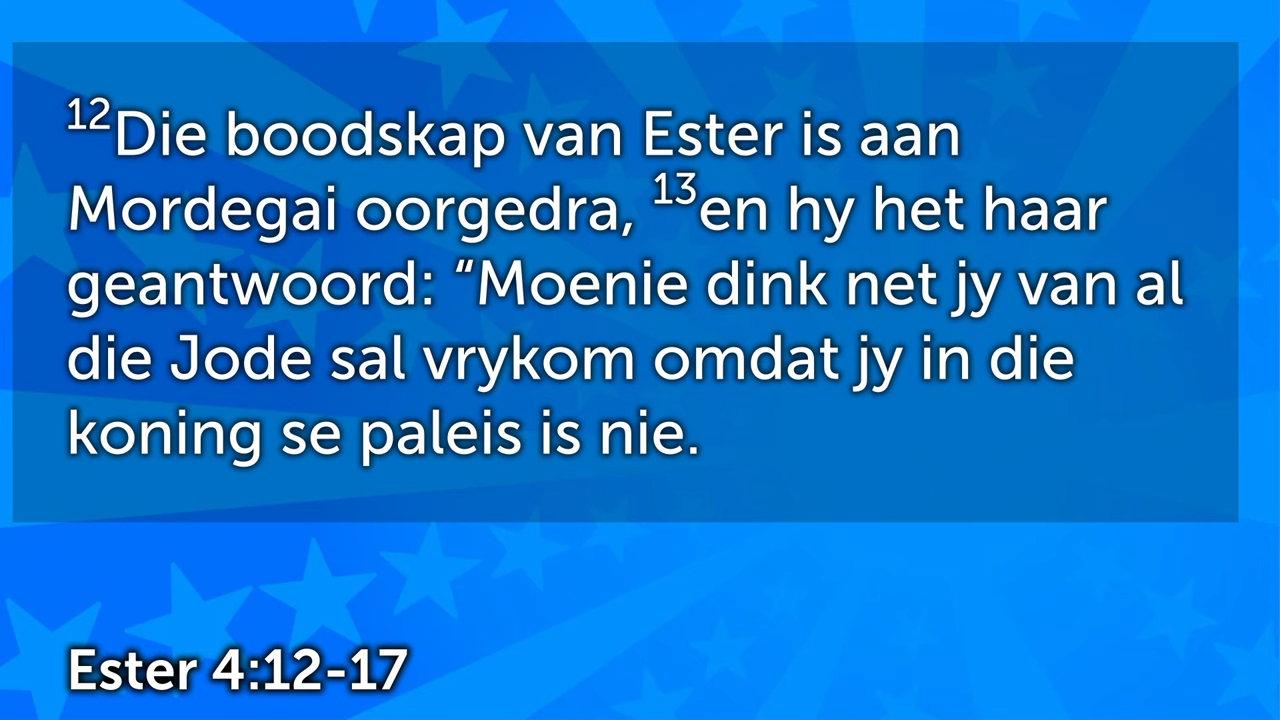 ¹²Die boodskap van Ester is aan
Mordegai oorgedra, ¹³en hy het haar
geantwoord: “Moenie dink net jy van al
die Jode sal vrykom omdat jy in die
koning se paleis is nie.
Ester 4:12-17